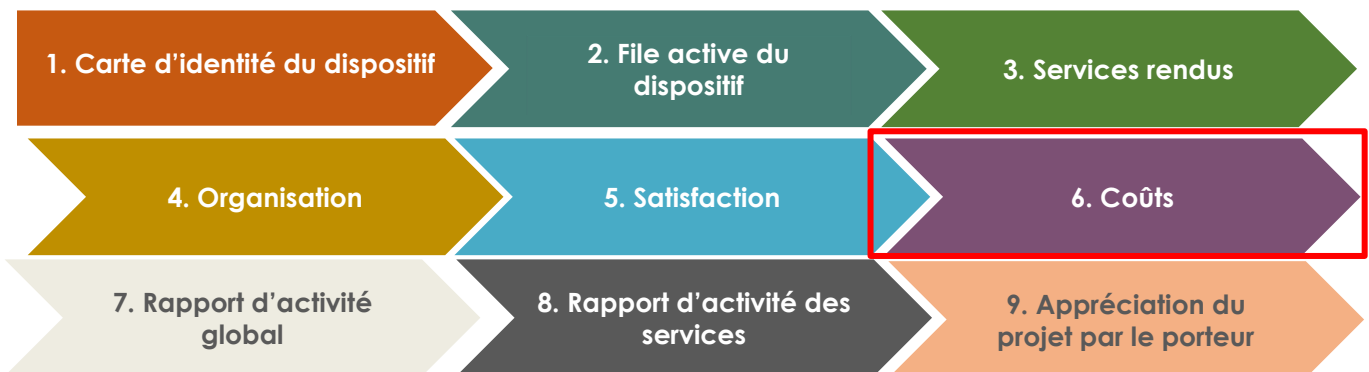 1. Carte d'identité du dispositif
2. File active du
dispositif
3. Services rendus
4. Organisation
5. Satisfaction
6. Coûts
7. Rapport d'activité
global
8. Rapport d'activité des
services
9. Appréciation du
projet par le porteur